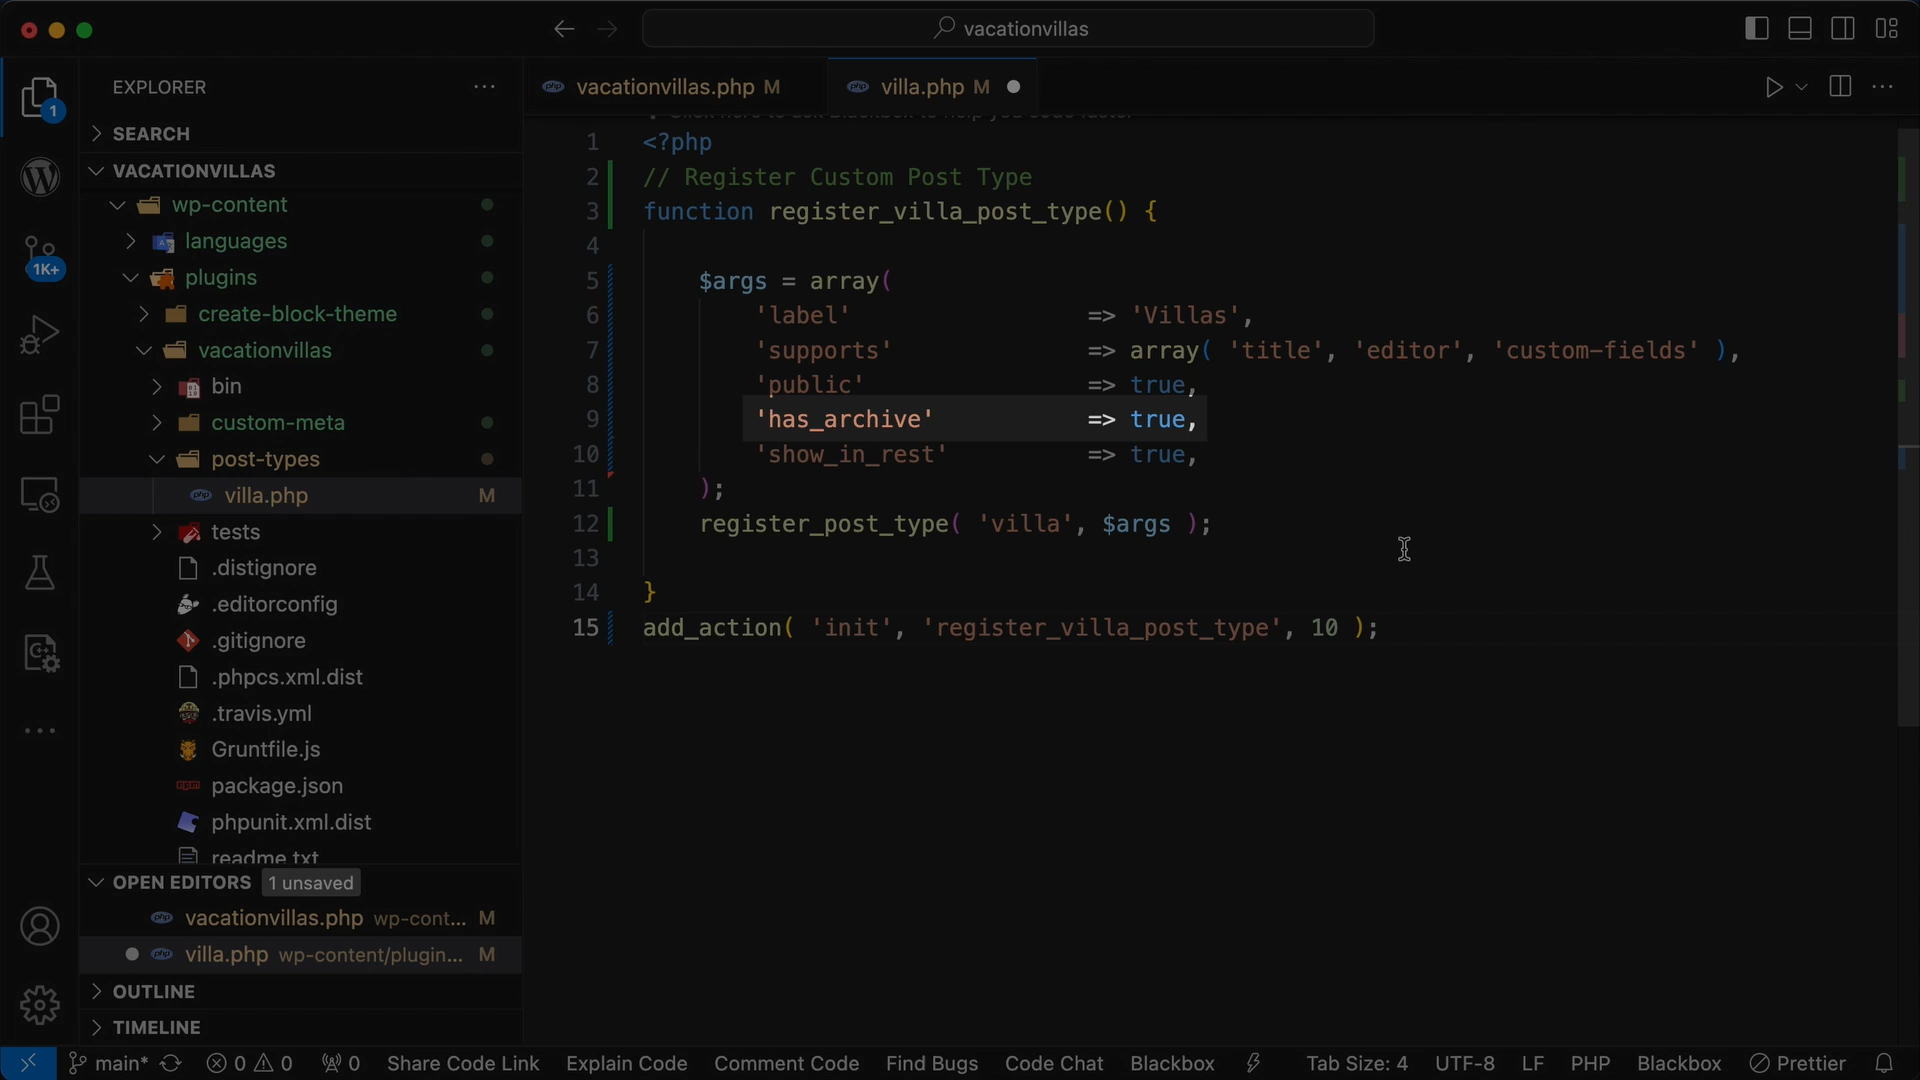 vacationvillas
EXPLORER
SEARCH
VACATIONVILLAS
wp-content
languages
plugins
create-block-theme
vacationvillas
bin
custom-meta
post-types
villa.php M
tests
.distignore
.editorconfig
.gitignore
.phpcs.xml.dist
.travis.yml
Gruntfile.js
package.json
phpunit.xml.dist
readme.txt
OPEN EDITORS 1 unsaved
vacationvillas.php wp-cont... M
villa.php wp-content/plugin... M
OUTLINE
TIMELINE
1
1K+
vacationvillas.php M
villa.php M
1 <?php
2 // Register Custom Post Type
3 function register_villa_post_type() {
4
5 $args = array(
6 'label' => 'Villas',
7 'supports' => array( 'title', 'editor', 'custom-fields' ),
8 'public' => true,
9 'has_archive' => true,
10 'show_in_rest' => true,
11 );
12 register_post_type( 'villa', $args );
13
14 }
15 add_action( 'init', 'register_villa_post_type', 10 );
main* 0 0 0 Share Code Link Explain Code Comment Code Find Bugs Code Chat Blackbox Tab Size: 4 UTF-8 LF PHP Blackbox Prettier